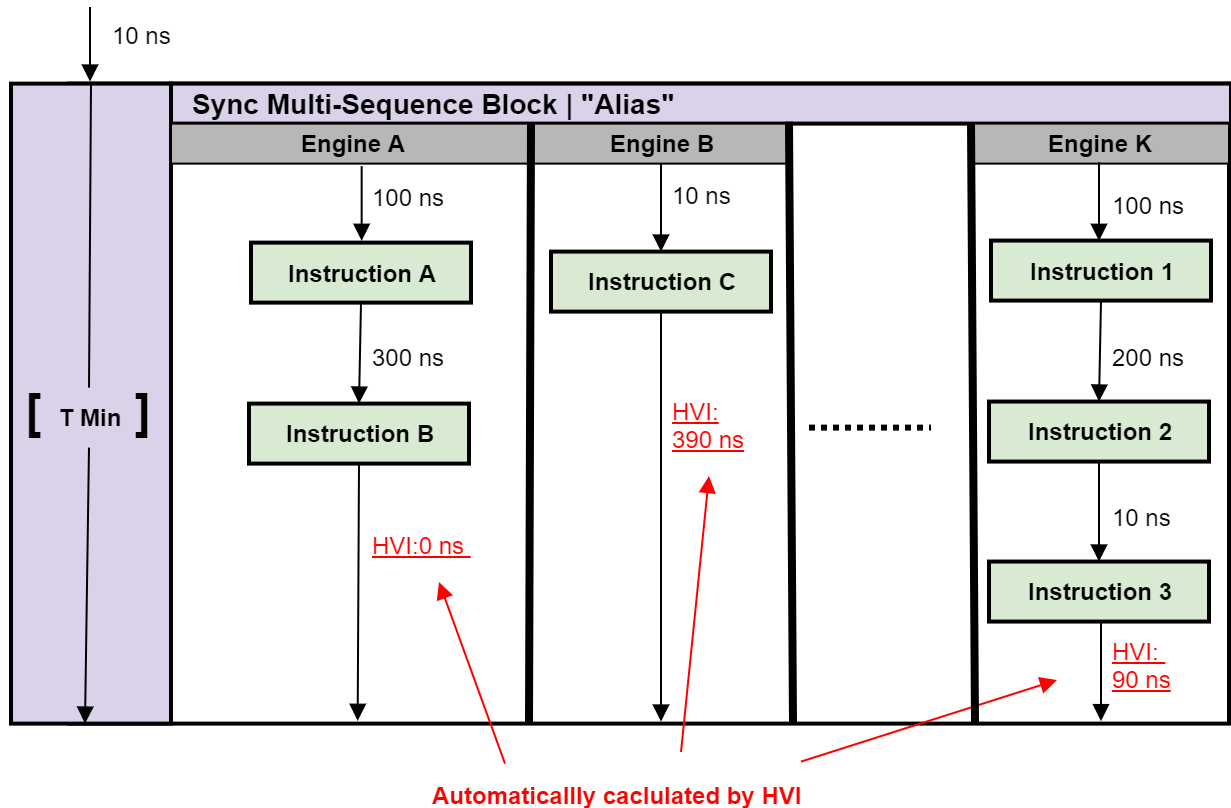 10 ns
Sync Multi-Sequence Block | "Alias"
Engine A
Engine B
Engine K
100 ns
10 ns
100 ns
Instruction A
Instruction C
Instruction 1
300 ns
200 ns
[ T Min ]
Instruction B
HVI:
390 ns
Instruction 2
HVI:0 ns
10 ns
Instruction 3
HVI:
90 ns
Automaticallly caclulated by HVI